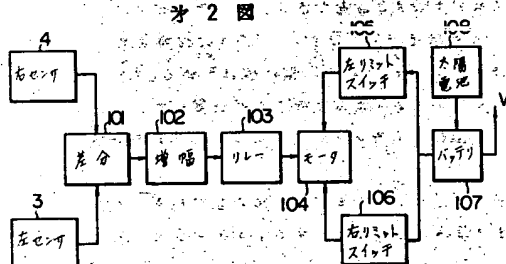 第2図
4
右センサ
101
差分
102
増幅
103
リレー
モータ
104
105
左リミット
スイッチ
106
右リミット
スイッチ
108
太陽
電池
バッテリ
107
V
3
左センサ